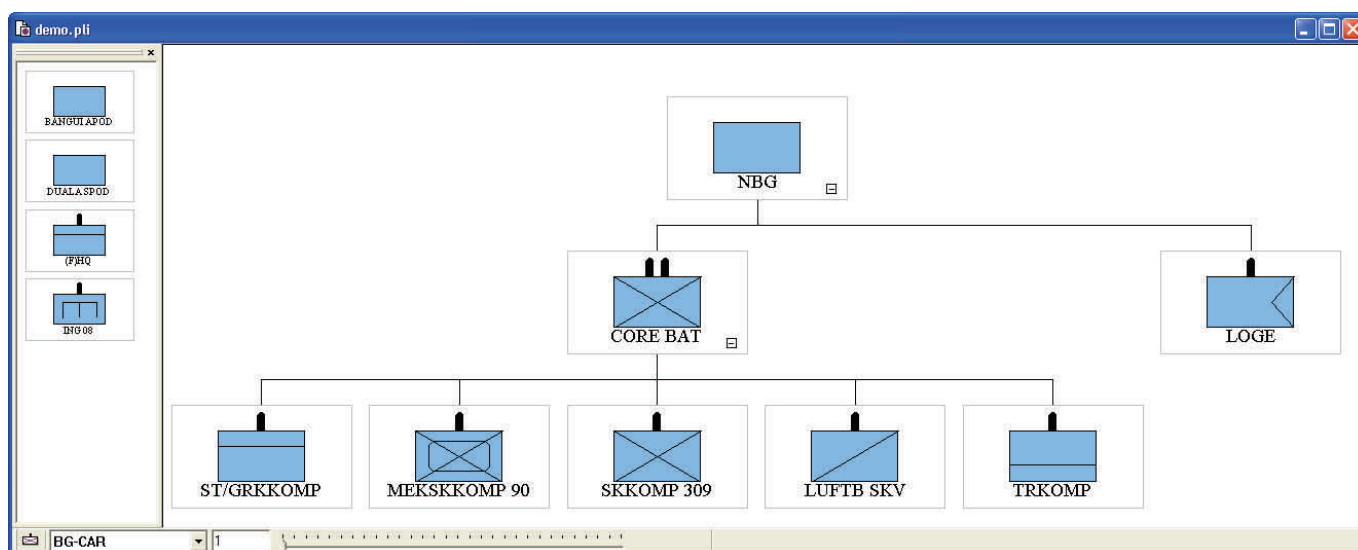 demo.pli
BANGUI APOD
DUALA SPOD
(F)HQ
ING 08
NBG
CORE BAT
LOGE
ST/GRKKOMP
MEKSKKOMP 90
SKKOMP 309
LUFTB SKV
TRKOMP
BG-CAR
1